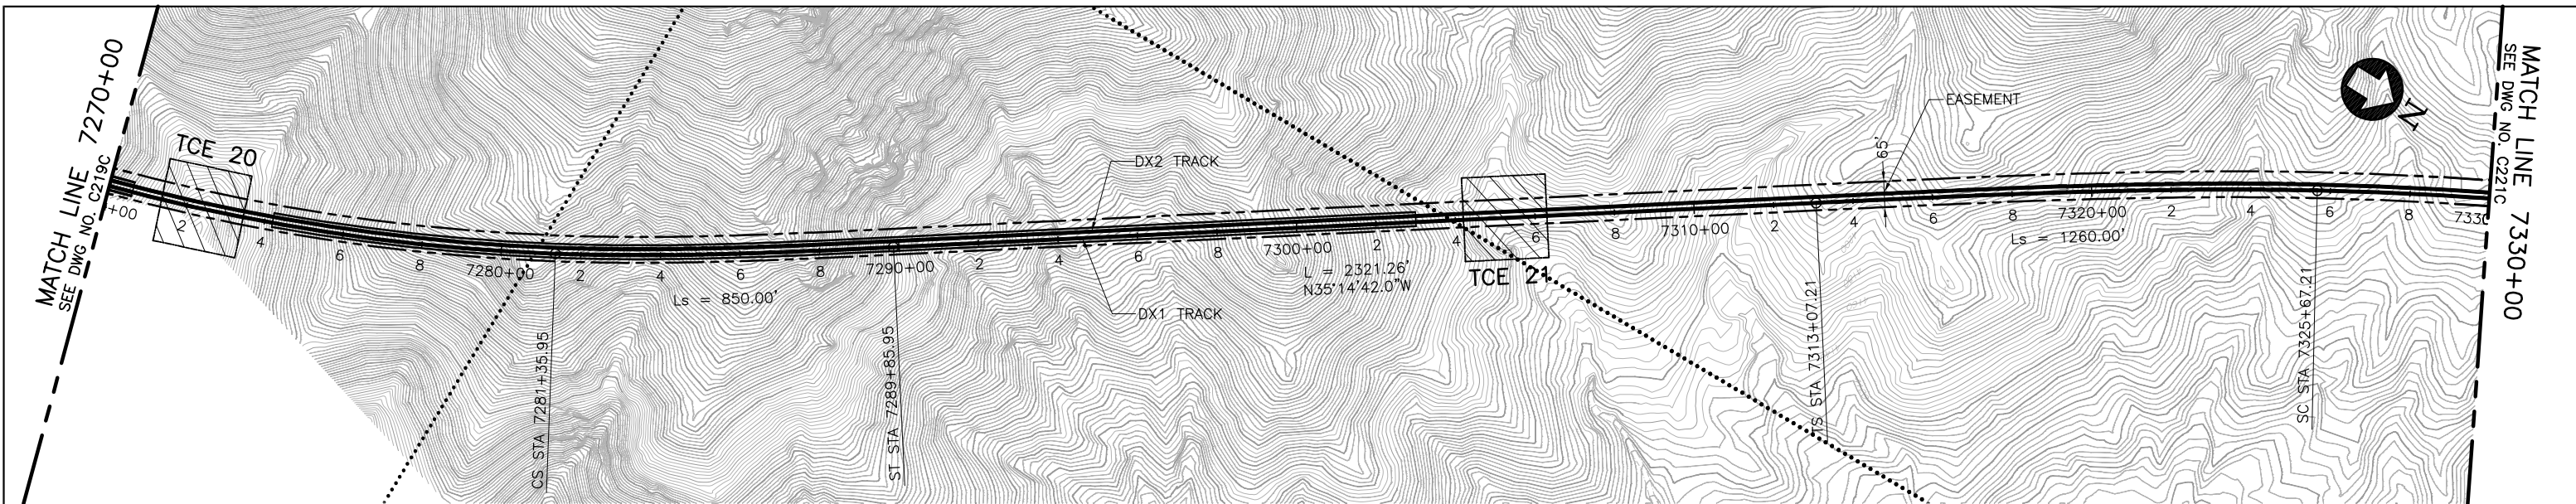 MATCH LINE 7270+00
SEE DWG NO. C219C
TCE 20
+00
2
4
6
8
7280+00
2
4
6
8
7290+00
2
4
6
8
7300+00
2
4
6
8
7310+00
2
4
6
8
7320+00
2
4
6
8
7330
CS STA 7281+35.95
Ls = 850.00'
ST STA 7289+85.95
DX2 TRACK
DX1 TRACK
L = 2321.26'
N35°14'42.0"W
TCE 21
TS STA 7313+07.21
65'
EASEMENT
Ls = 1260.00'
SC STA 7325+67.21
N
MATCH LINE 7330+00
SEE DWG NO. C221C